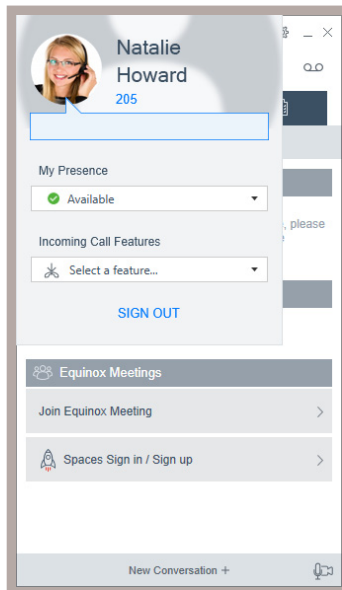 Natalie
Howard
205
My Presence
Available
, please
Incoming Call Features
Select a feature...
SIGN OUT
Equinox Meetings
Join Equinox Meeting
Spaces Sign in / Sign up
New Conversation +